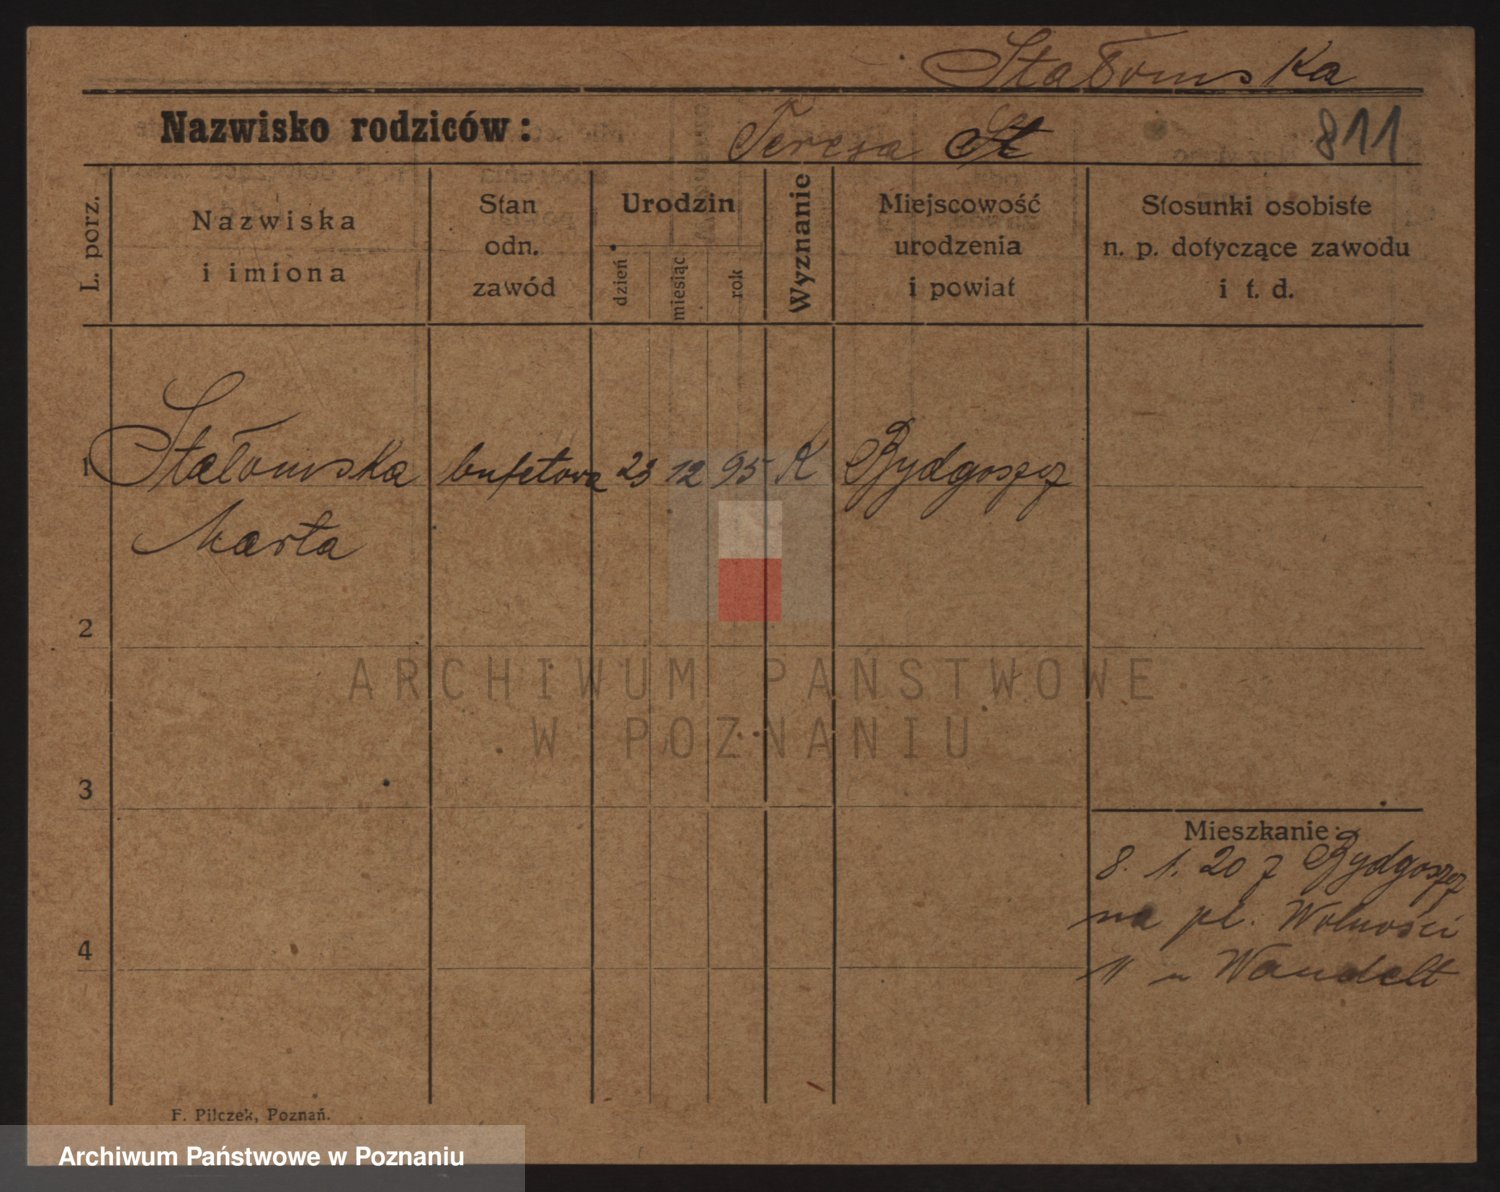 Stałowska
Nazwisko rodziców: Teresa St 811
L. porz.
Nazwiska
i imiona
Stan
odn.
zawód
Urodzin
dzień
miesiąc
rok
Wyznanie
Miejscowość
urodzenia
i powiat
Stosunki osobiste
n. p. dotyczące zawodu
i t. d.
1 Stałowska bufetowa 23 12 95 K Bydgoszcz
Marta
2
3
4
Mieszkanie:
8. 1. 20 z Bydgoszcz
na pl. Wolności
11 u Wandelt
F. Pilczek, Poznań.
ARCHIWUM PAŃSTWOWE
W POZNANIU
Archiwum Państwowe w Poznaniu